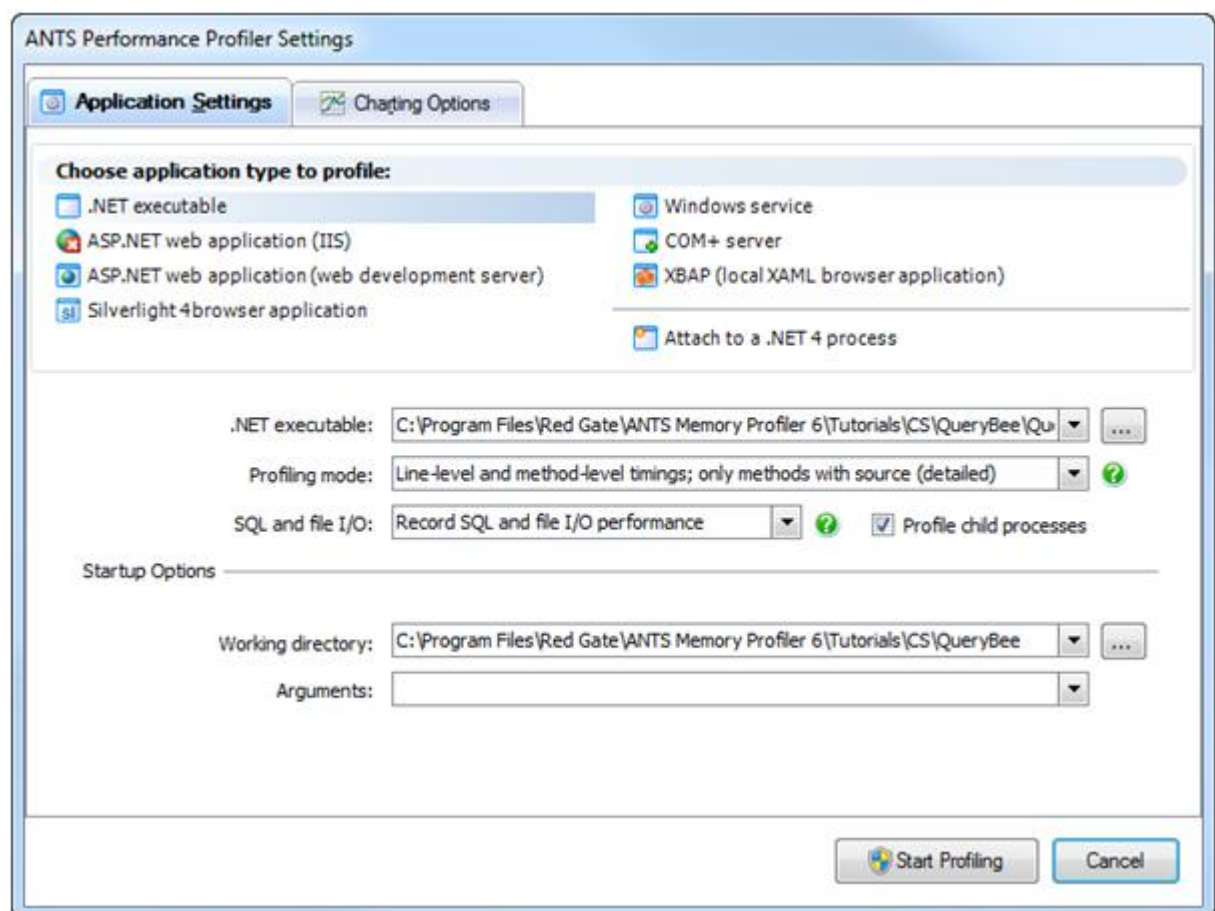 ANTS Performance Profiler Settings
Application Settings
Charting Options
Choose application type to profile:
.NET executable
ASP.NET web application (IIS)
ASP.NET web application (web development server)
Silverlight 4browser application
Windows service
COM+ server
XBAP (local XAML browser application)
Attach to a .NET 4 process
.NET executable: C:\Program Files\Red Gate\ANTS Memory Profiler 6\Tutorials\CS\QueryBee\Qu ...
Profiling mode: Line-level and method-level timings; only methods with source (detailed) ?
SQL and file I/O: Record SQL and file I/O performance ? Profile child processes
Startup Options
Working directory: C:\Program Files\Red Gate\ANTS Memory Profiler 6\Tutorials\CS\QueryBee ...
Arguments:
Start Profiling
Cancel